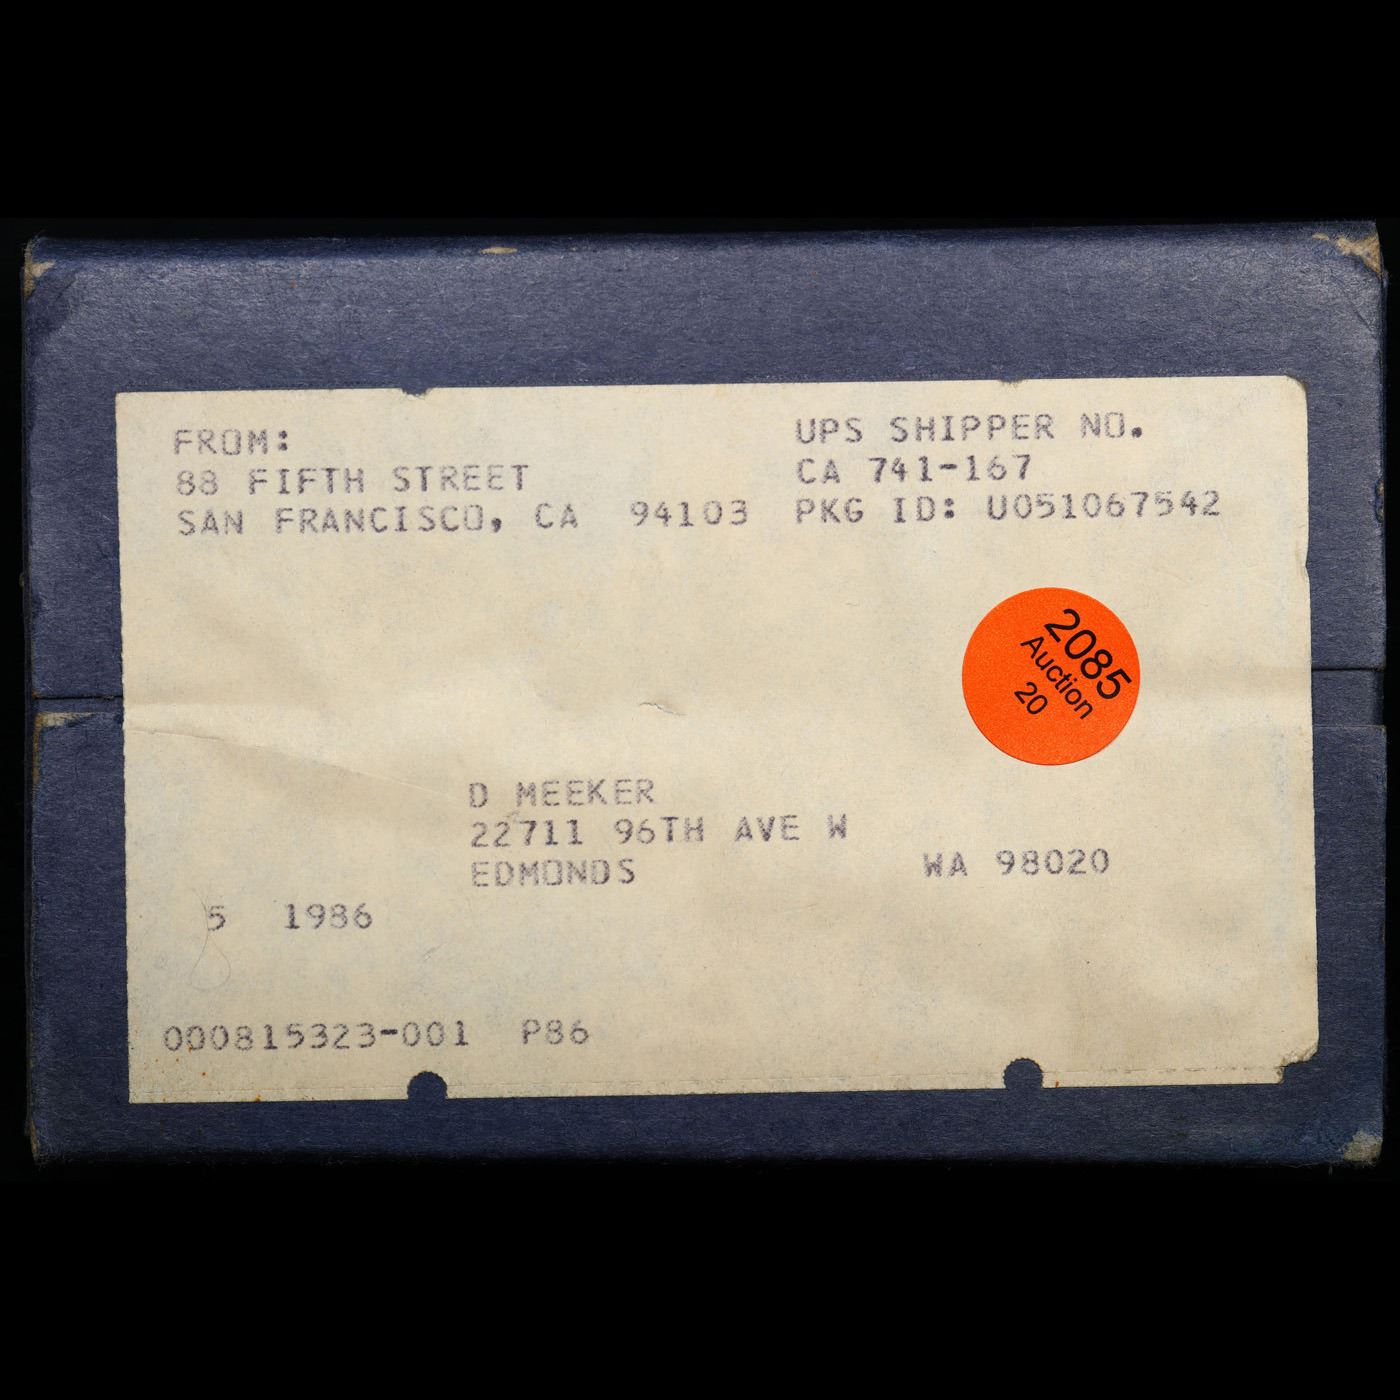 FROM:
88 FIFTH STREET
SAN FRANCISCO, CA 94103
UPS SHIPPER NO.
CA 741-167
PKG ID: U051067542
2085
Auction
20
D MEEKER
22711 96TH AVE W
EDMONDS WA 98020
5 1986
000815323-001 P86